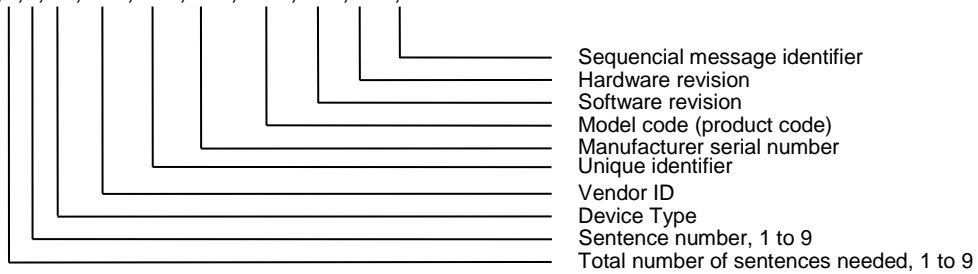 Sequencial message identifier
Hardware revision
Software revision
Model code (product code)
Manufacturer serial number
Unique identifier
Vendor ID
Device Type
Sentence number, 1 to 9
Total number of sentences needed, 1 to 9